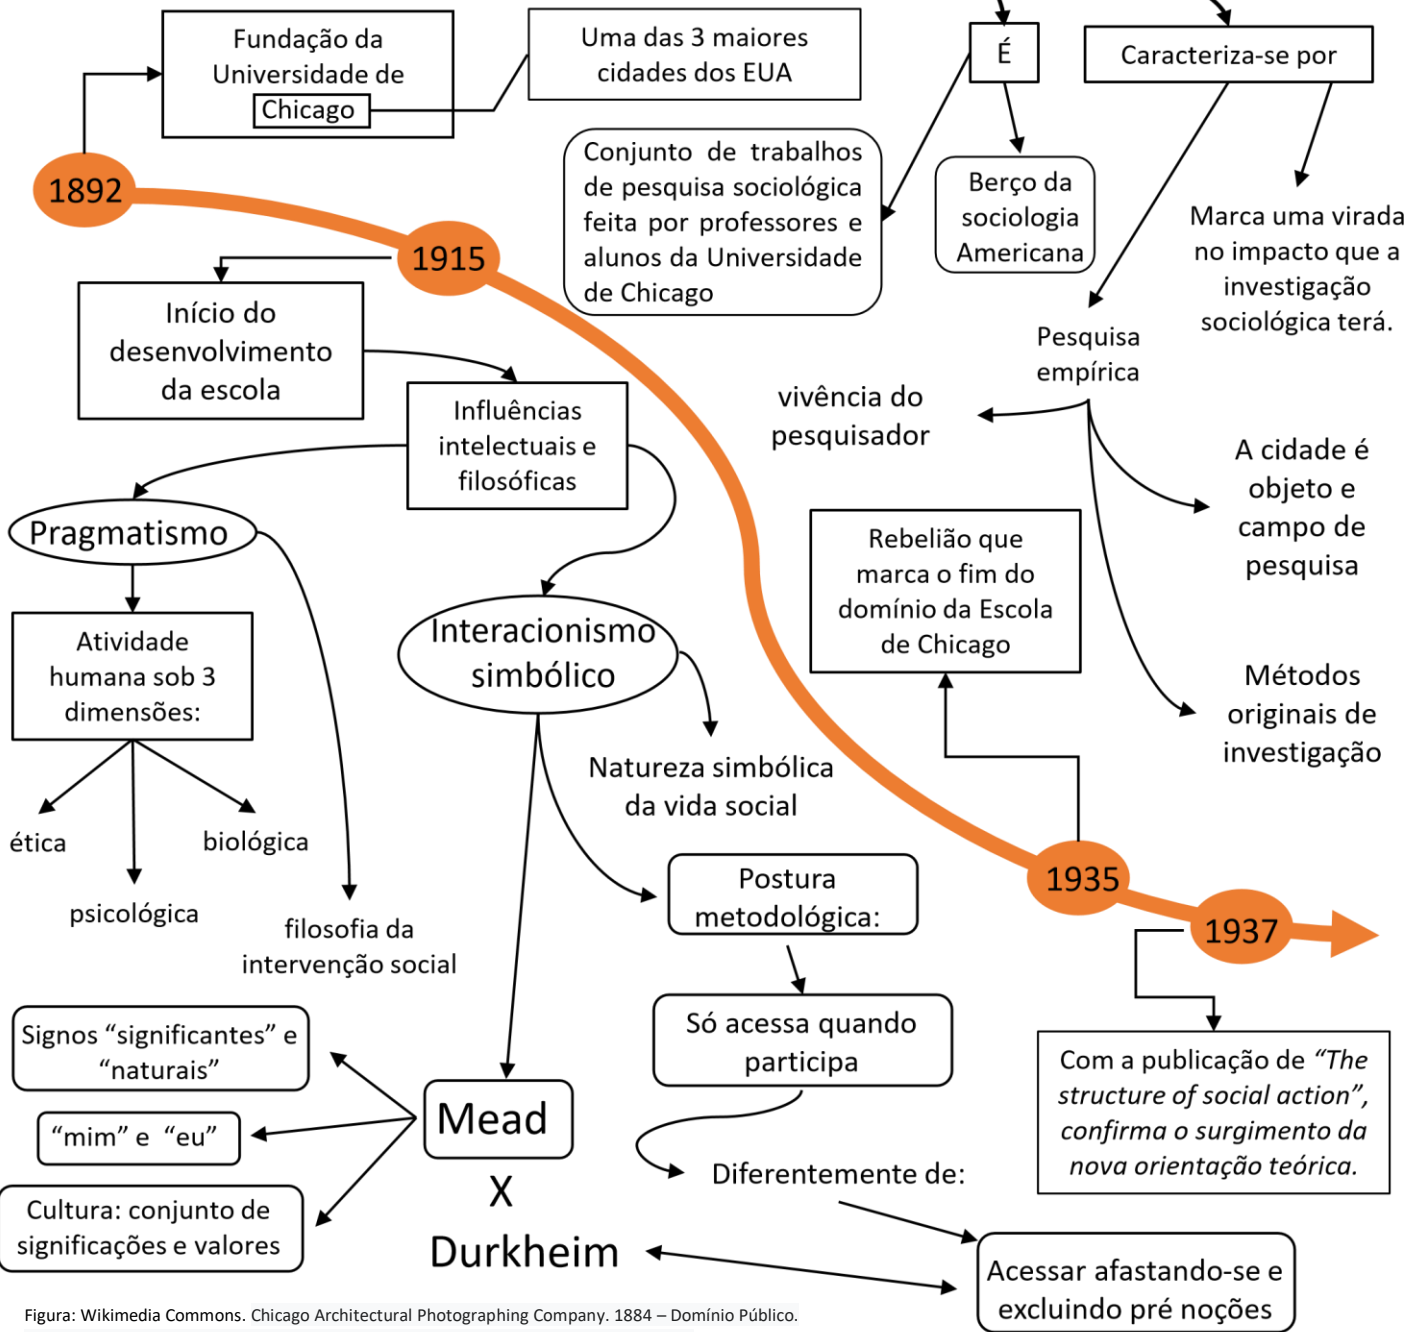 Fundação da
Universidade de
Chicago
Uma das 3 maiores
cidades dos EUA
É
Caracteriza-se por
1892
Conjunto de trabalhos
de pesquisa sociológica
feita por professores e
alunos da Universidade
de Chicago
Berço da
sociologia
Americana
Marca uma virada
no impacto que a
investigação
sociológica terá.
1915
Início do
desenvolvimento
da escola
Influências
intelectuais e
filosóficas
Pesquisa
empírica
vivência do
pesquisador
A cidade é
objeto e
campo de
pesquisa
Métodos
originais de
investigação
Pragmatismo
Atividade
humana sob 3
dimensões:
ética
psicológica
biológica
filosofia da
intervenção social
Interacionismo
simbólico
Natureza simbólica
da vida social
Rebelião que
marca o fim do
domínio da Escola
de Chicago
1935
1937
Com a publicação de “The
structure of social action”,
confirma o surgimento da
nova orientação teórica.
Postura
metodológica:
Só acessa quando
participa
Diferentemente de:
Acessar afastando-se e
excluindo pré noções
Signos “significantes” e
“naturais”
“mim” e “eu”
Cultura: conjunto de
significações e valores
Mead
X
Durkheim
Figura: Wikimedia Commons. Chicago Architectural Photographing Company. 1884 – Domínio Público.